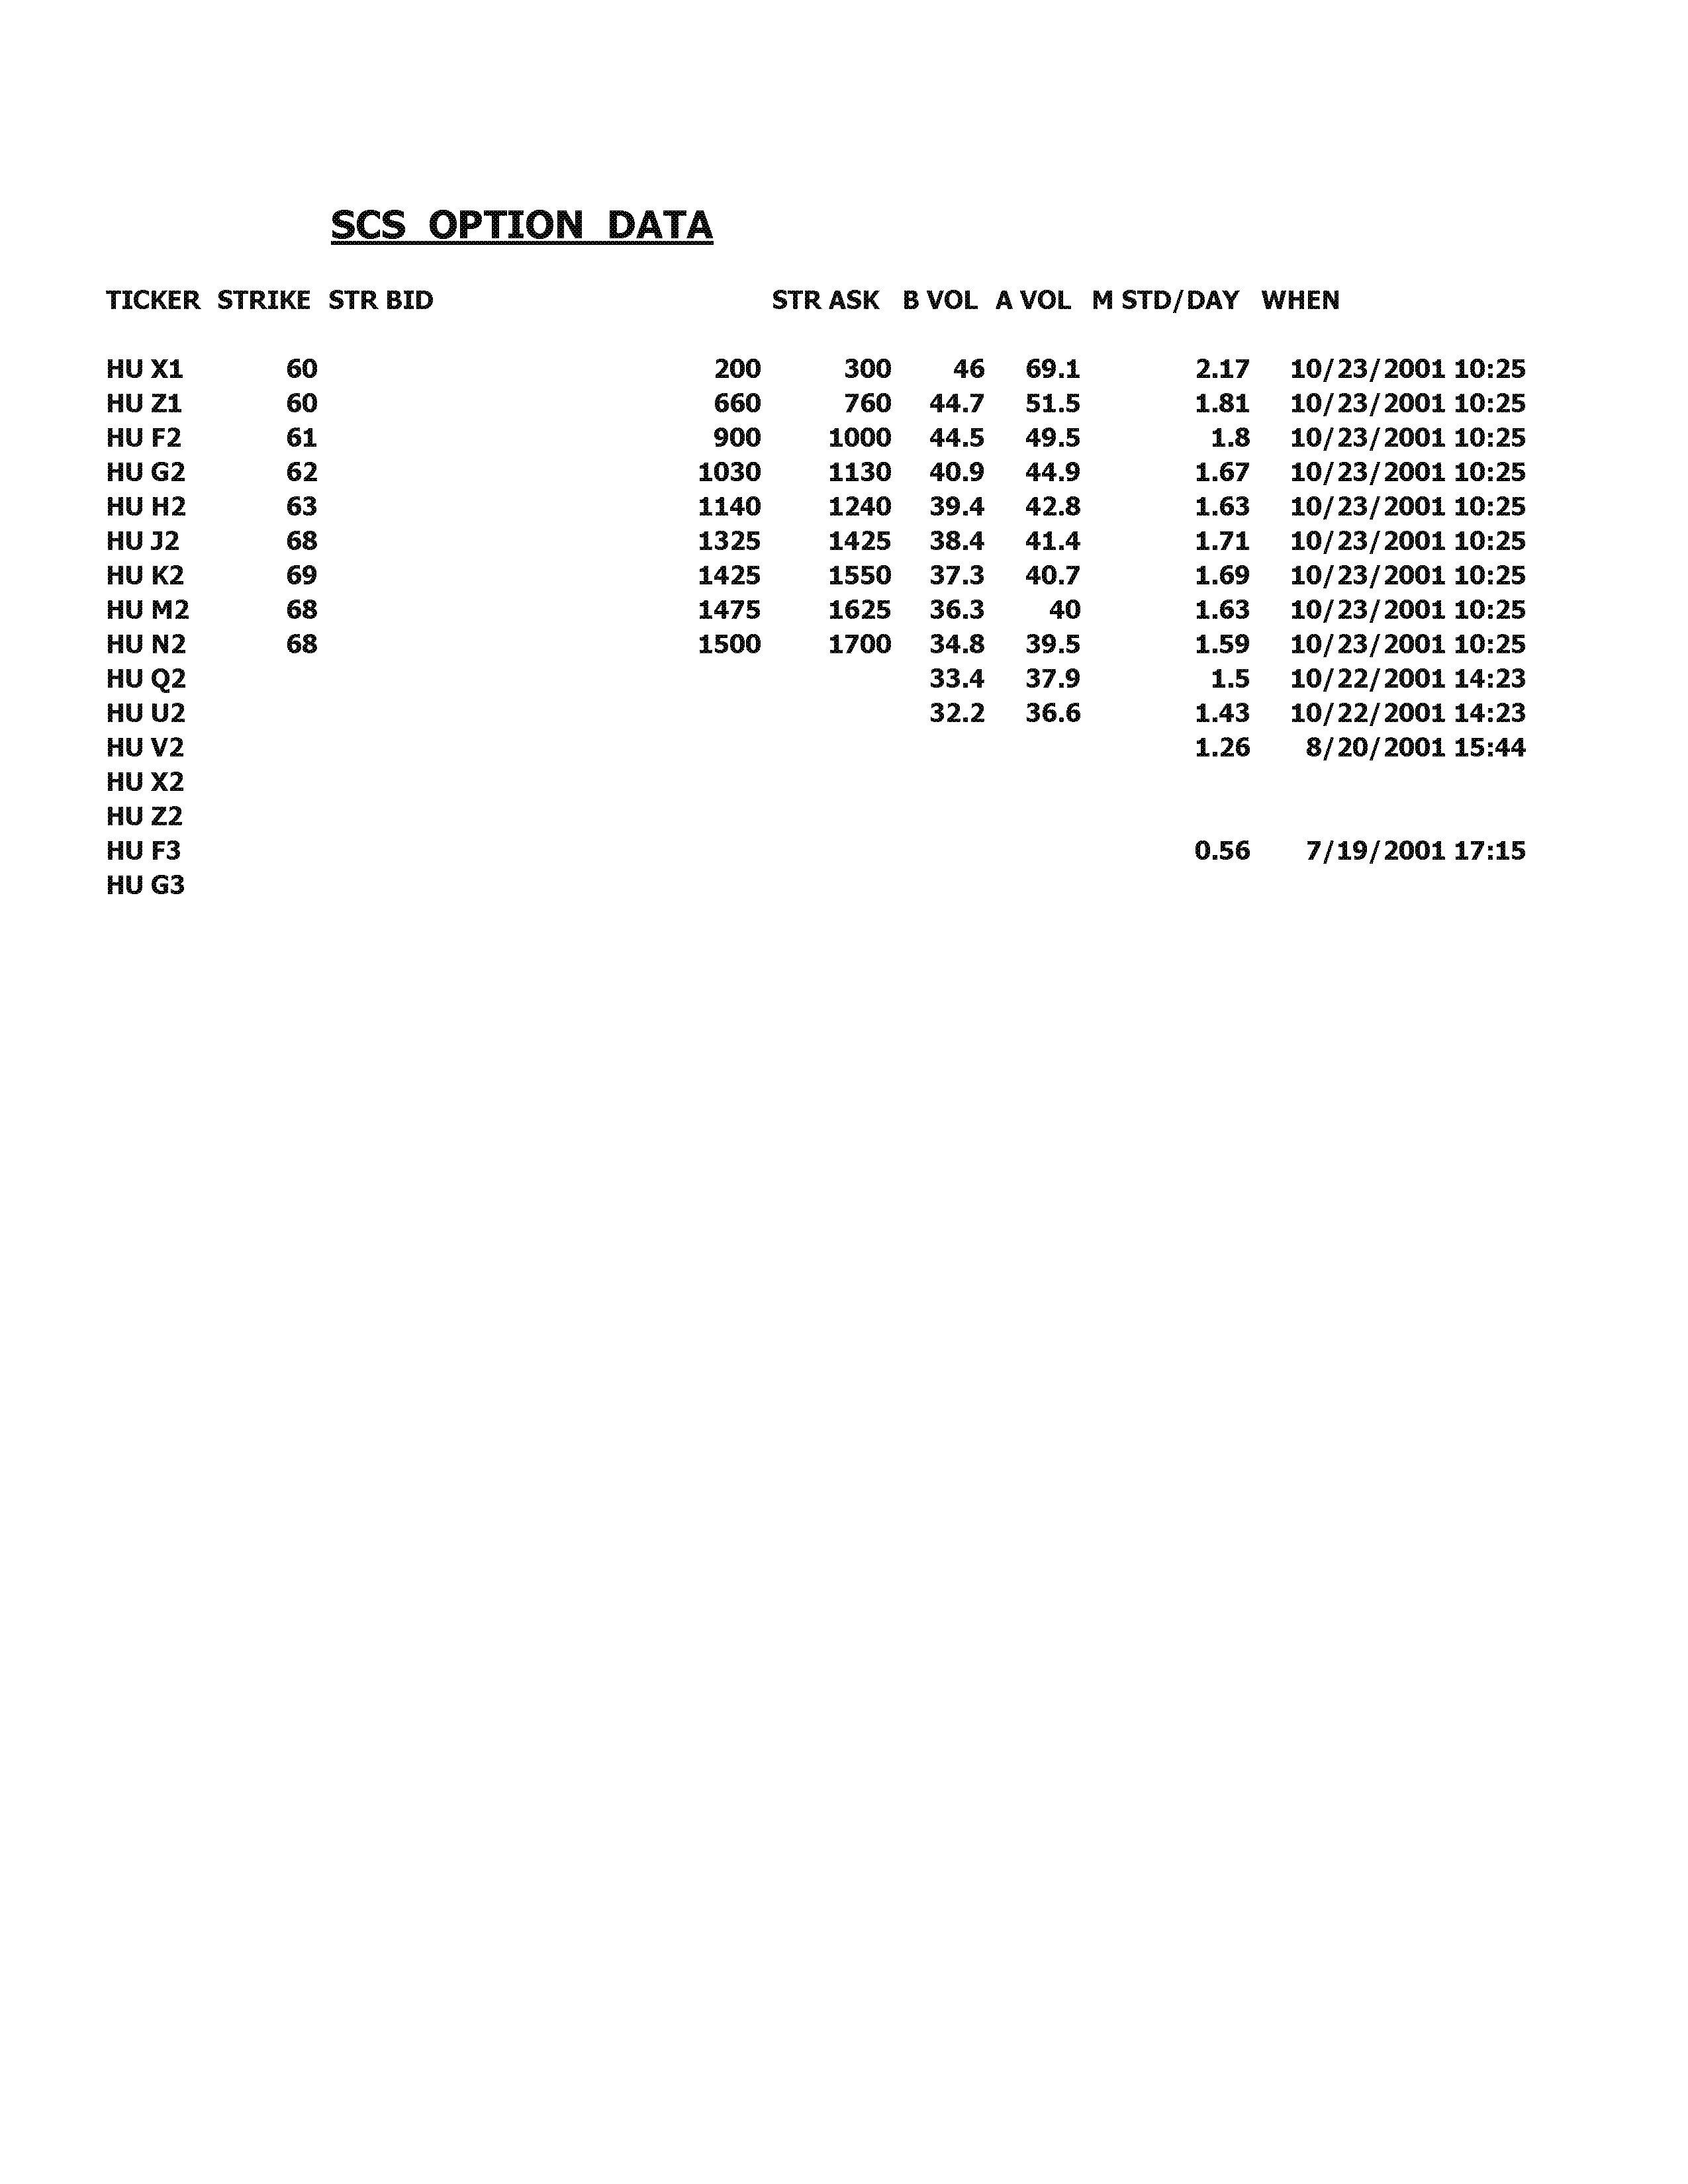 SCS OPTION DATA
TICKER STRIKE STR BID STR ASK B VOL A VOL M STD/DAY WHEN
HU X1 60 200 300 46 69.1 2.17 10/23/2001 10:25
HU Z1 60 660 760 44.7 51.5 1.81 10/23/2001 10:25
HU F2 61 900 1000 44.5 49.5 1.8 10/23/2001 10:25
HU G2 62 1030 1130 40.9 44.9 1.67 10/23/2001 10:25
HU H2 63 1140 1240 39.4 42.8 1.63 10/23/2001 10:25
HU J2 68 1325 1425 38.4 41.4 1.71 10/23/2001 10:25
HU K2 69 1425 1550 37.3 40.7 1.69 10/23/2001 10:25
HU M2 68 1475 1625 36.3 40 1.63 10/23/2001 10:25
HU N2 68 1500 1700 34.8 39.5 1.59 10/23/2001 10:25
HU Q2 33.4 37.9 1.5 10/22/2001 14:23
HU U2 32.2 36.6 1.43 10/22/2001 14:23
HU V2 1.26 8/20/2001 15:44
HU X2
HU Z2
HU F3 0.56 7/19/2001 17:15
HU G3